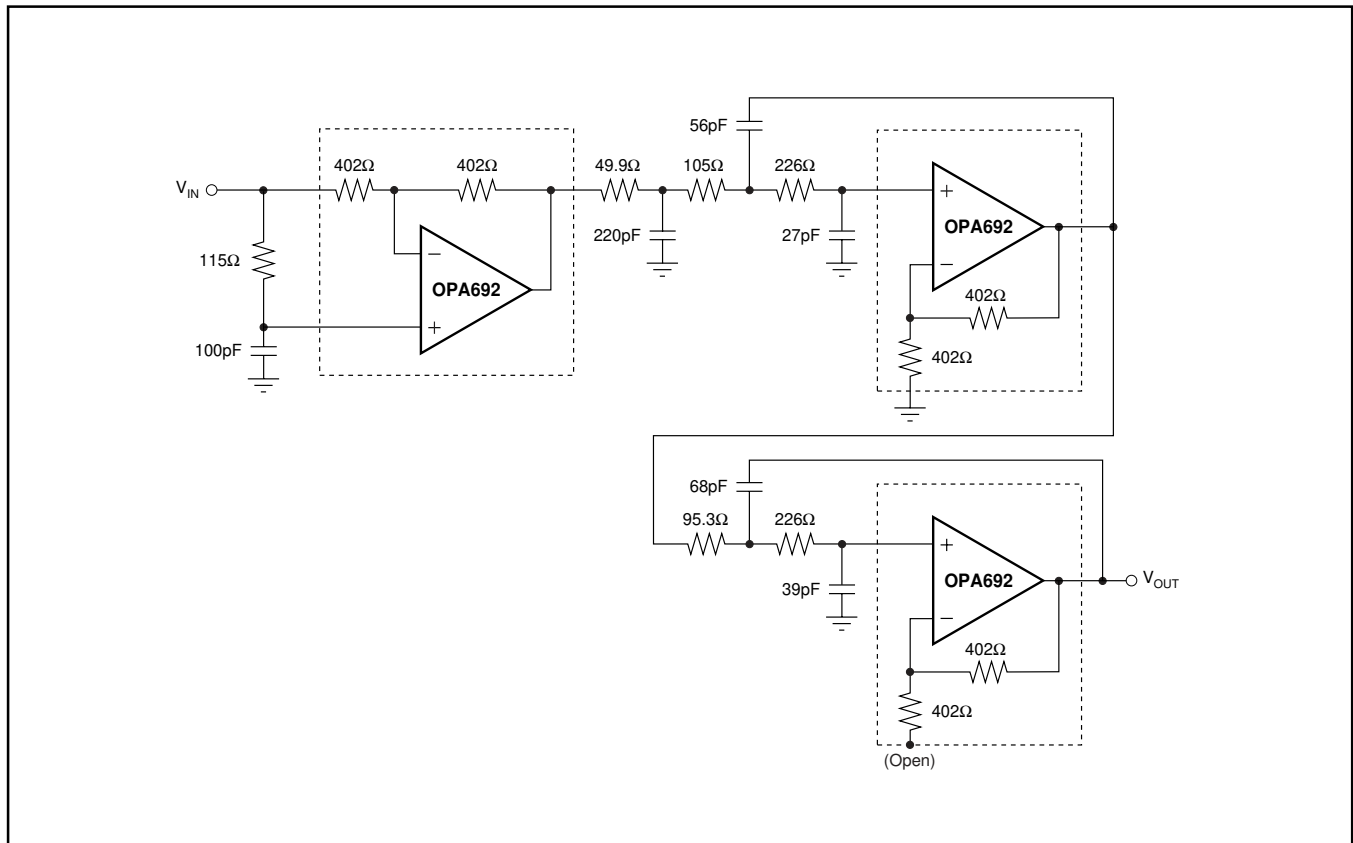 56pF
402Ω
402Ω
49.9Ω
105Ω
226Ω
V_IN
+
OPA692
−
220pF
27pF
115Ω
−
OPA692
+
402Ω
100pF
402Ω
68pF
95.3Ω
226Ω
+
OPA692
−
V_OUT
39pF
402Ω
402Ω
(Open)